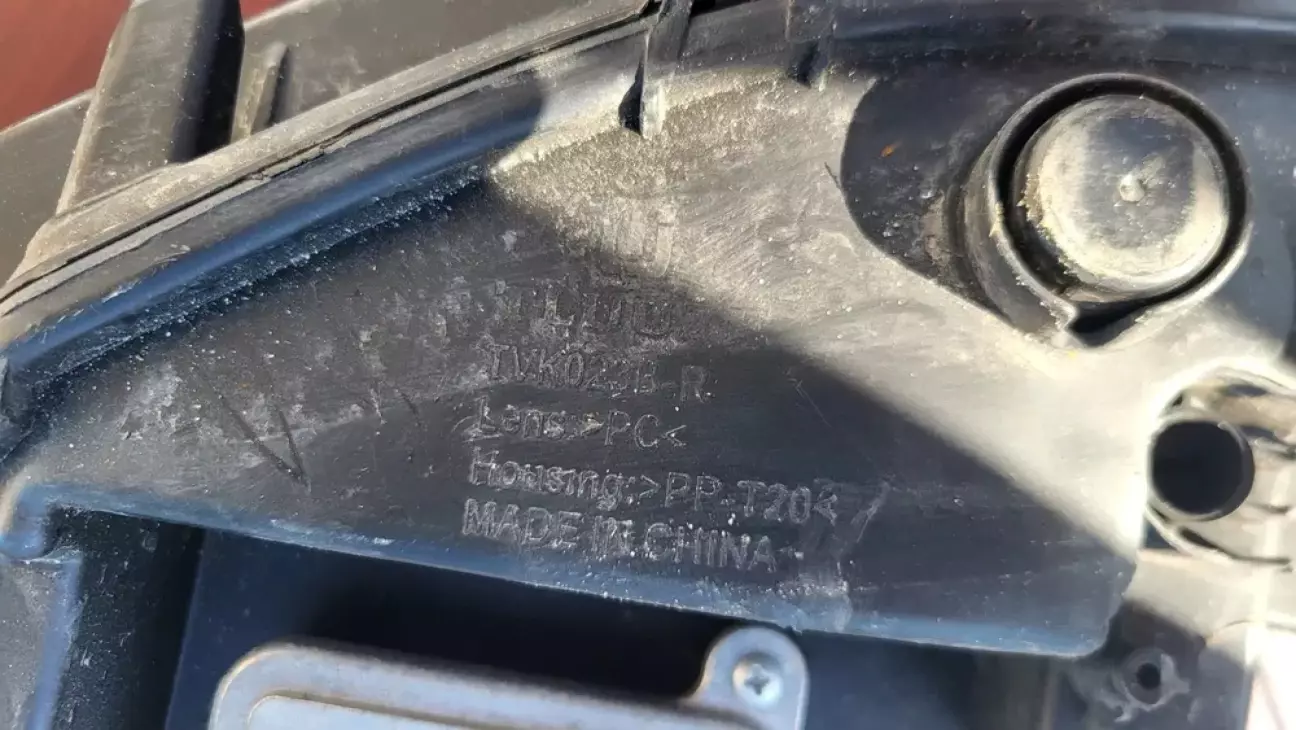 TVK023B-R
Lens:>PC<
Housing:>PP-T20<
MADE IN CHINA